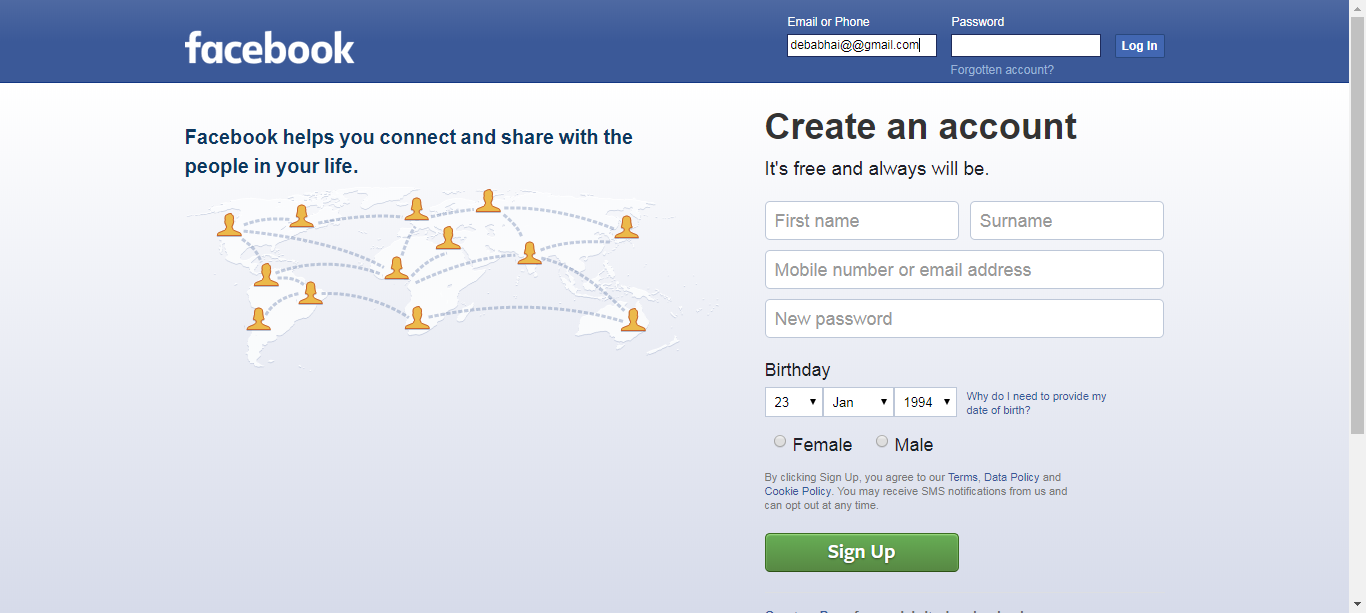 facebook
Email or Phone
Password
debabhai@@gmail.com
Log In
Forgotten account?
Facebook helps you connect and share with the
people in your life.
Create an account
It's free and always will be.
First name
Surname
Mobile number or email address
New password
Birthday
23
Jan
1994
Why do I need to provide my
date of birth?
Female
Male
By clicking Sign Up, you agree to our Terms, Data Policy and
Cookie Policy. You may receive SMS notifications from us and
can opt out at any time.
Sign Up